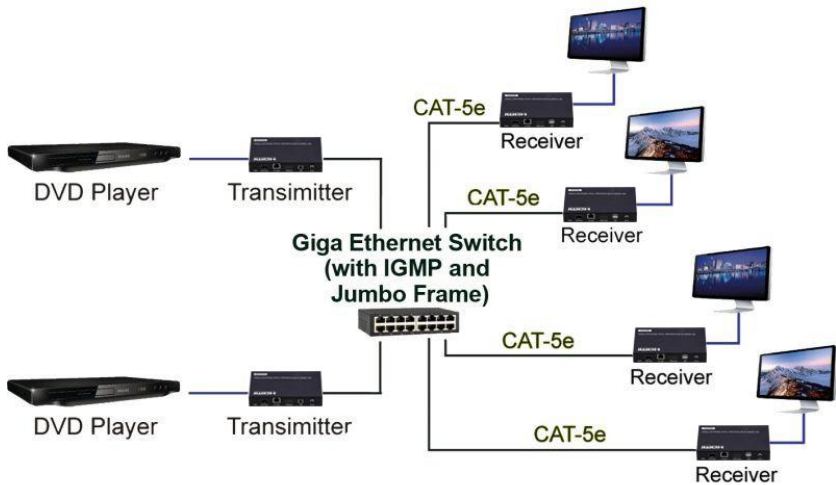 CAT-5e
Receiver
DVD Player
Transimitter
CAT-5e
Receiver
Giga Ethernet Switch
(with IGMP and
Jumbo Frame)
CAT-5e
Receiver
DVD Player
Transimitter
CAT-5e
Receiver